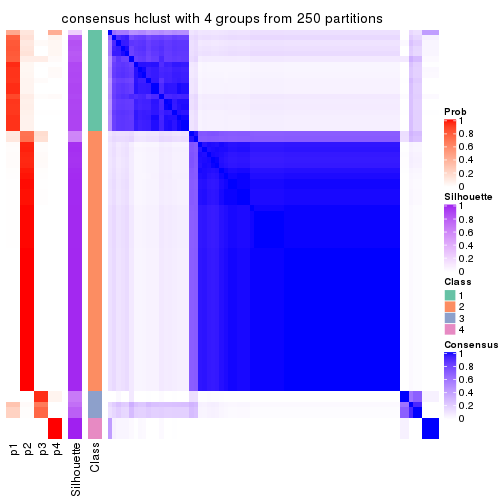 consensus hclust with 4 groups from 250 partitions
Prob
1
0.8
0.6
0.4
0.2
0
Silhouette
1
0.8
0.6
0.4
0.2
0
Class
1
2
3
4
Consensus
1
0.8
0.6
0.4
0.2
0
p1
p2
p3
p4
Silhouette
Class